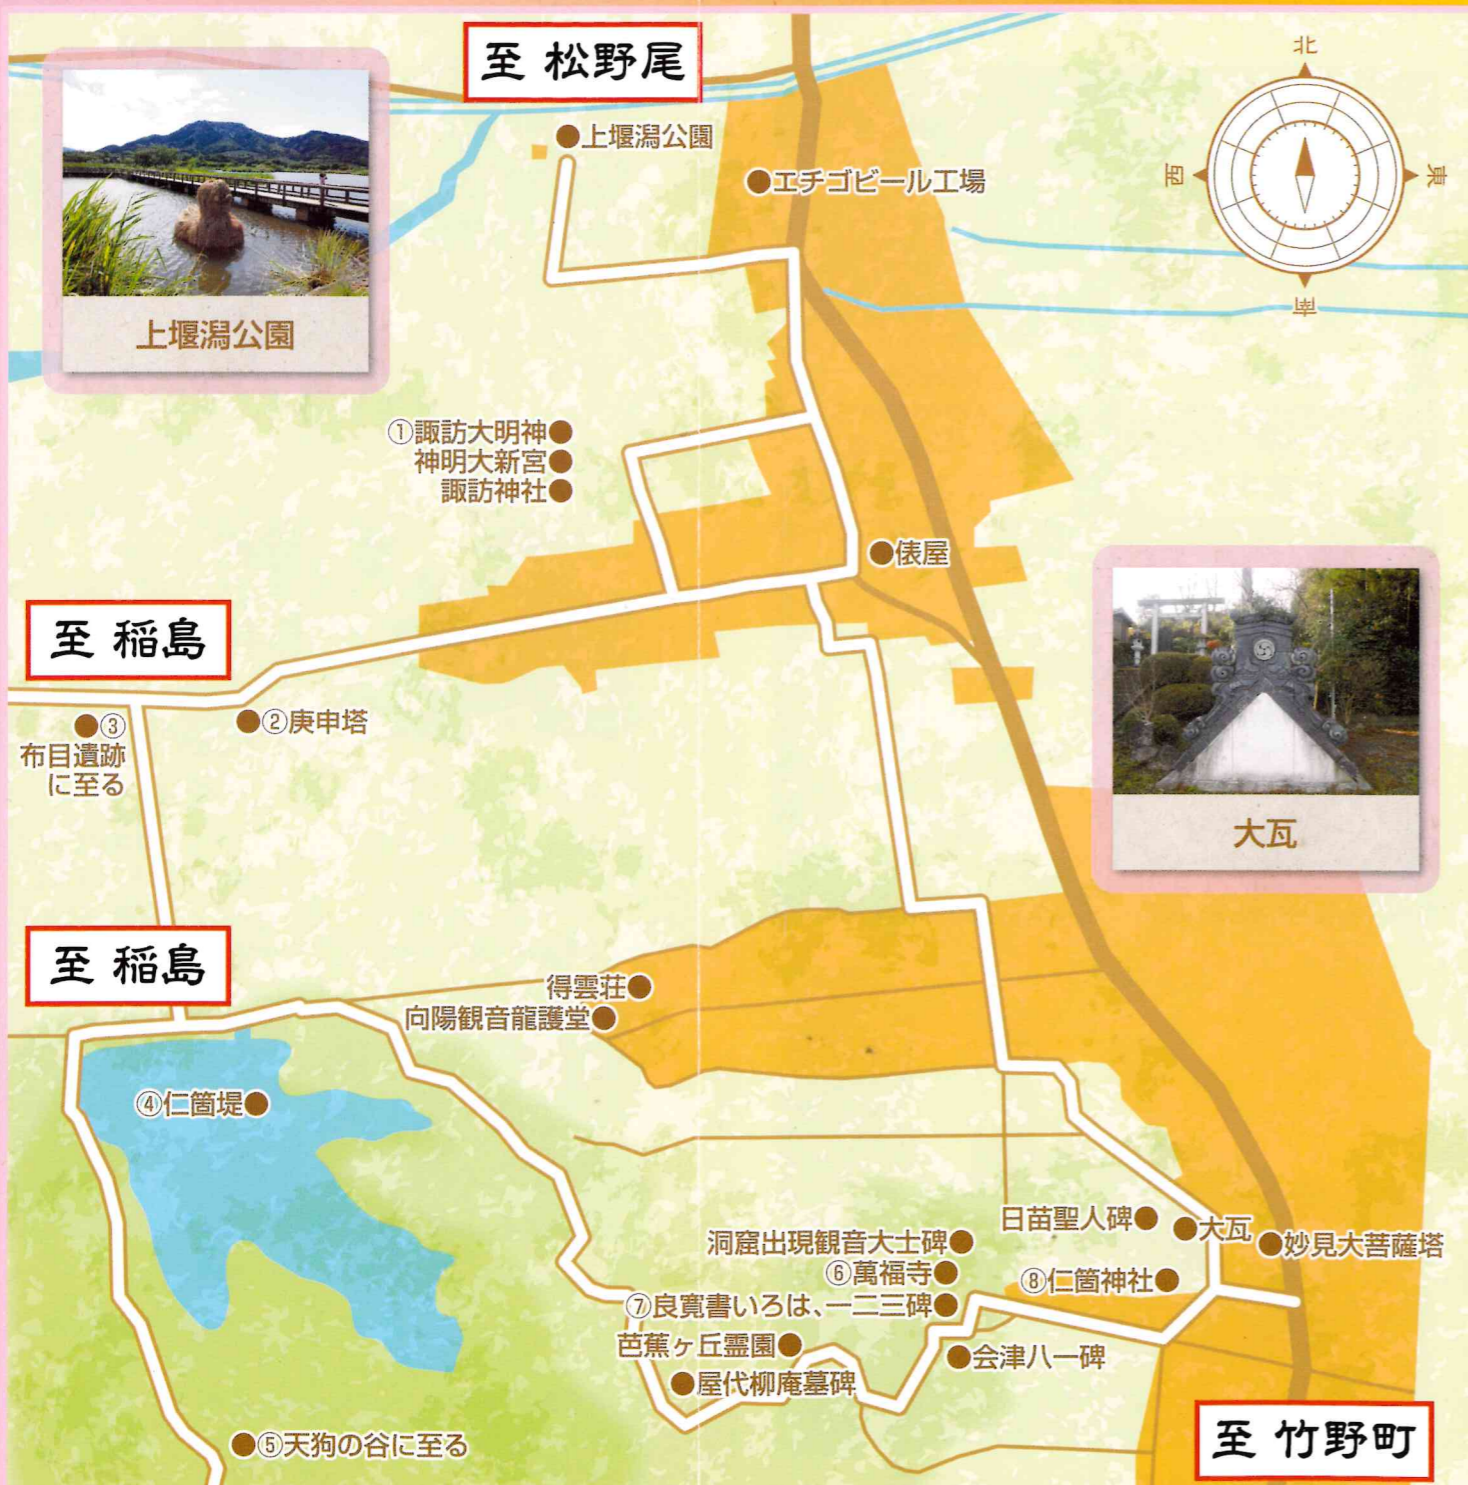 至 松野尾
北
西
東
南
上堰潟公園
エチゴビール工場
上堰潟公園
①諏訪大明神
神明大新宮
諏訪神社
俵屋
至 稲島
③
布目遺跡
に至る
②庚申塔
大瓦
至 稲島
得雲荘
向陽観音龍護堂
④仁箇堤
日苗聖人碑
大瓦
妙見大菩薩塔
洞窟出現観音大士碑
⑥萬福寺
⑧仁箇神社
⑦良寛書いろは、一二三碑
芭蕉ヶ丘霊園
会津八一碑
屋代柳庵墓碑
⑤天狗の谷に至る
至 竹野町